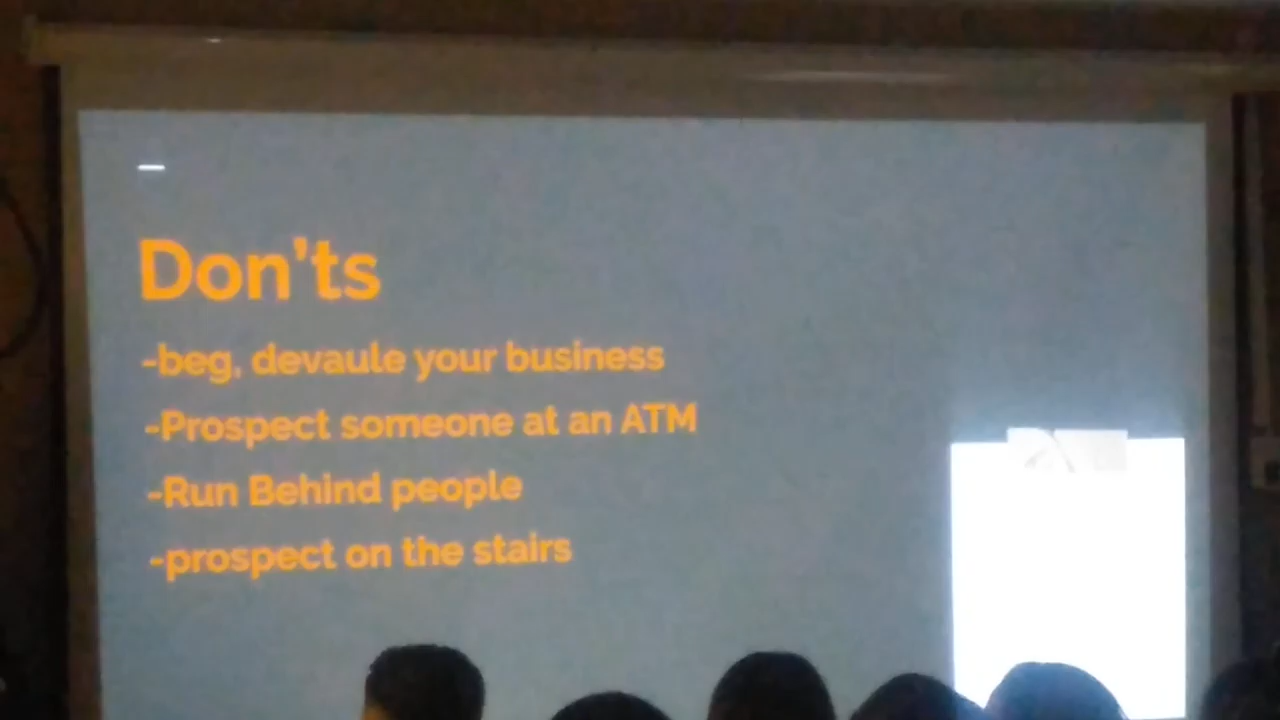 Don'ts
-beg, devaule your business
-Prospect someone at an ATM
-Run Behind people
-prospect on the stairs